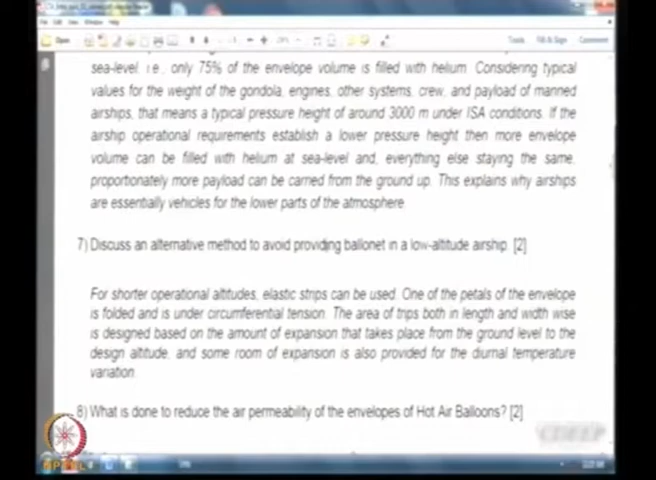 Open
Tools
Fill & Sign
Comment
sea-level. i.e., only 75% of the envelope volume is filled with helium. Considering typical
values for the weight of the gondola, engines, other systems, crew, and payload of manned
airships, that means a typical pressure height of around 3000 m under ISA conditions. If the
airship operational requirements establish a lower pressure height then more envelope
volume can be filled with helium at sea-level and, everything else staying the same,
proportionately more payload can be carried from the ground up. This explains why airships
are essentially vehicles for the lower parts of the atmosphere
7) Discuss an alternative method to avoid providing ballonet in a low-altitude airship. [2]
For shorter operational altitudes, elastic strips can be used. One of the petals of the envelope
is folded and is under circumferential tension. The area of trips both in length and width wise
is designed based on the amount of expansion that takes place from the ground level to the
design altitude, and some room of expansion is also provided for the diurnal temperature
variation.
8) What is done to reduce the air permeability of the envelopes of Hot Air Balloons? [2]
NPTEL
CDEEP